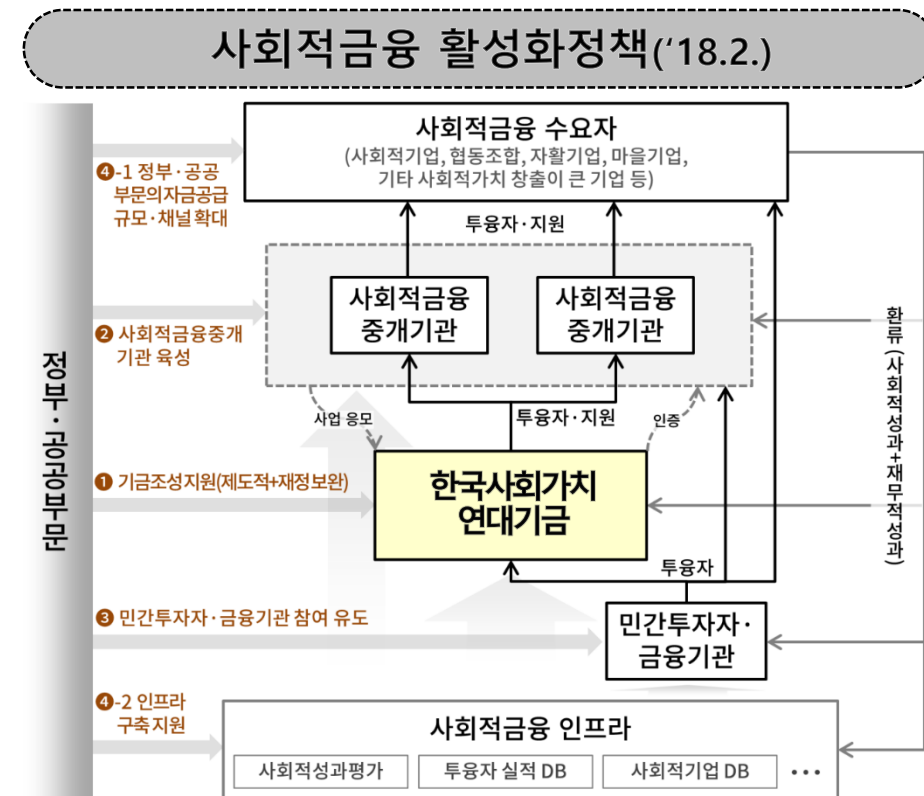 사회적금융 활성화정책('18.2.)
사회적금융 수요자
(사회적기업, 협동조합, 자활기업, 마을기업,
기타 사회적가치 창출이 큰 기업 등)
❹-1 정부·공공
부문의자금공급
규모·채널 확대
투융자·지원
사회적금융
중개기관
사회적금융
중개기관
❷ 사회적금융중개
기관 육성
환류 (사회적성과+재무적성과)
정부·공공부문
사업 응모
투융자·지원
인증
❶ 기금조성지원(제도적+재정보완)
한국사회가치
연대기금
투융자
❸ 민간투자자·금융기관 참여 유도
민간투자자·
금융기관
❹-2 인프라
구축 지원
사회적금융 인프라
사회적성과평가
투융자 실적 DB
사회적기업 DB
···